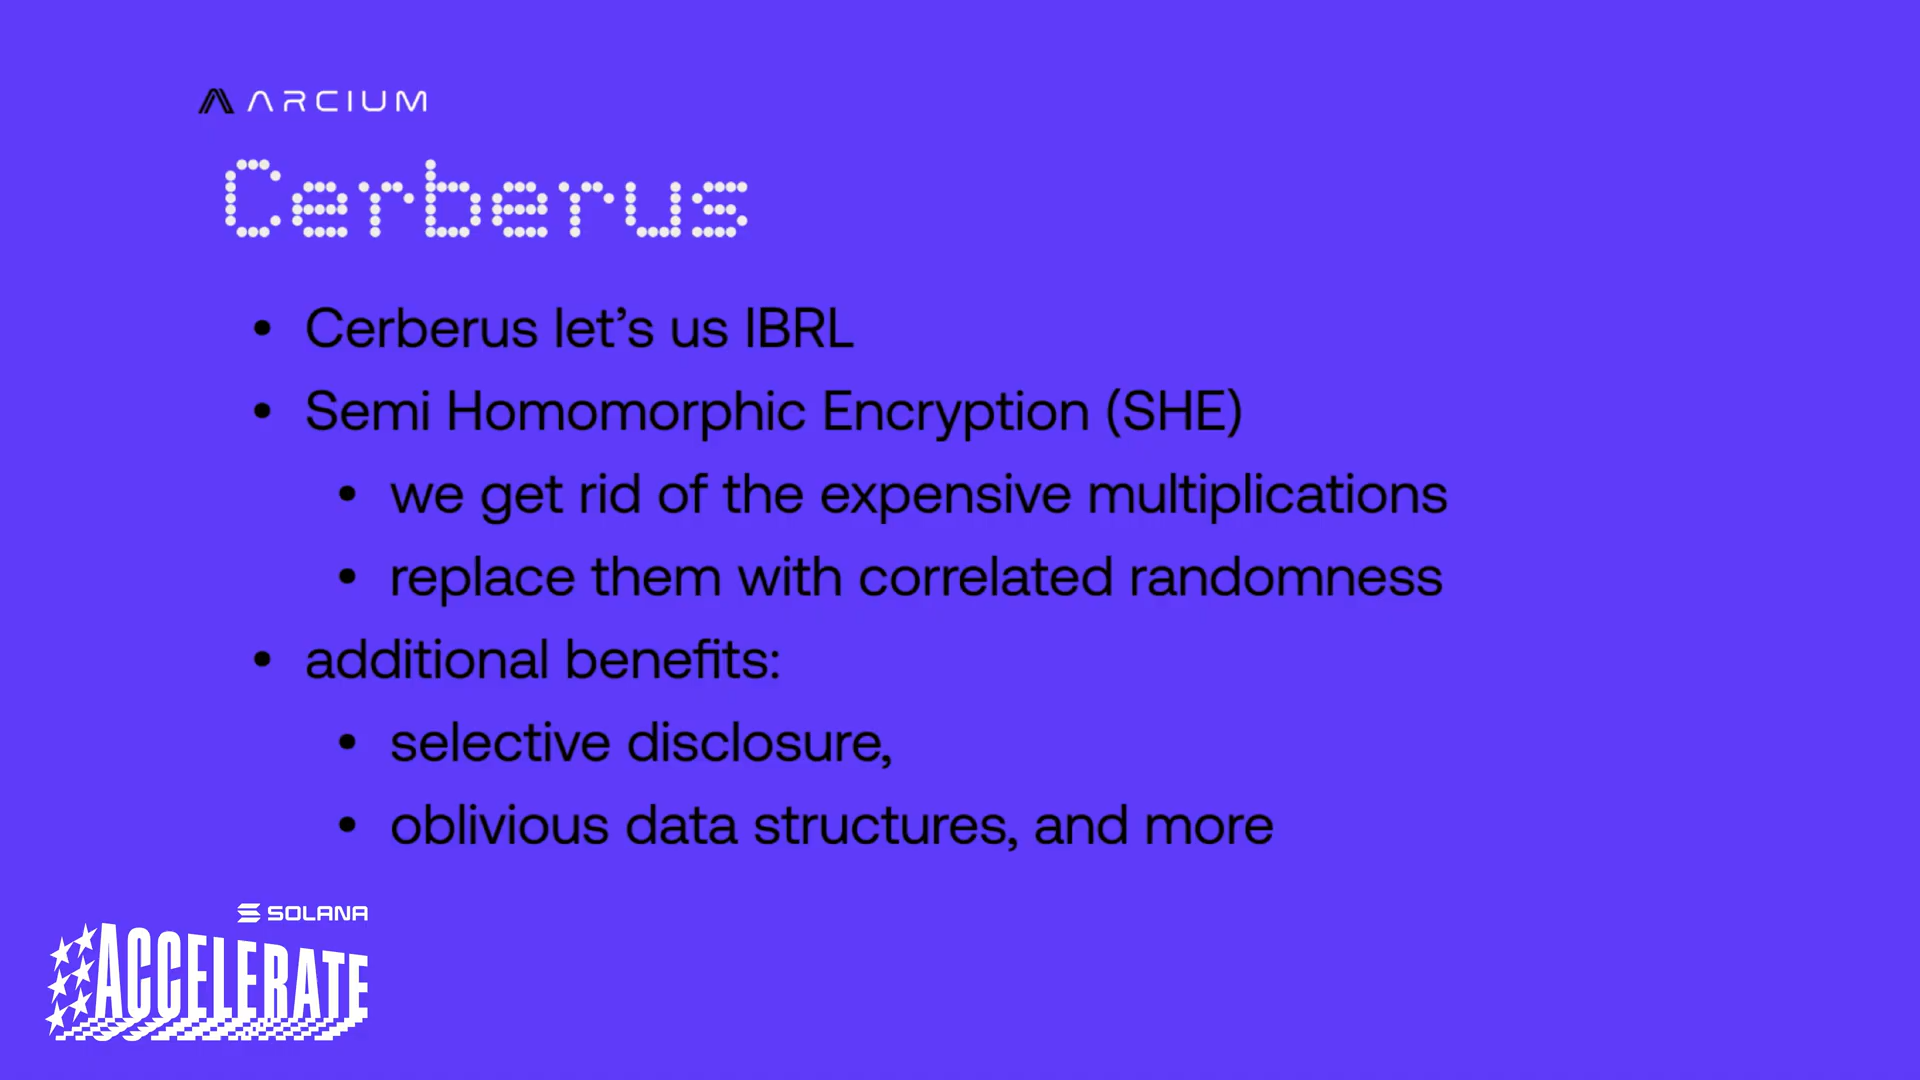 ARCIUM
Cerberus
• Cerberus let’s us IBRL
• Semi Homomorphic Encryption (SHE)
• we get rid of the expensive multiplications
• replace them with correlated randomness
• additional benefits:
• selective disclosure,
• oblivious data structures, and more
SOLANA
ACCELERATE